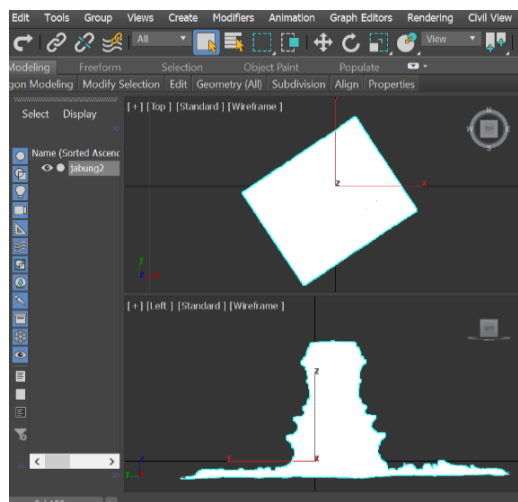 Edit Tools Group Views Create Modifiers Animation Graph Editors Rendering Civil View
All View
Modeling Freeform Selection Object Paint Populate
gon Modeling Modify Selection Edit Geometry (All) Subdivision Align Properties
Select Display
Name (Sorted Ascenc
jabung2
[+] [Top] [Standard] [Wireframe]
N
W
S
TOP
z
x
y
z
[+] [Left] [Standard] [Wireframe]
z